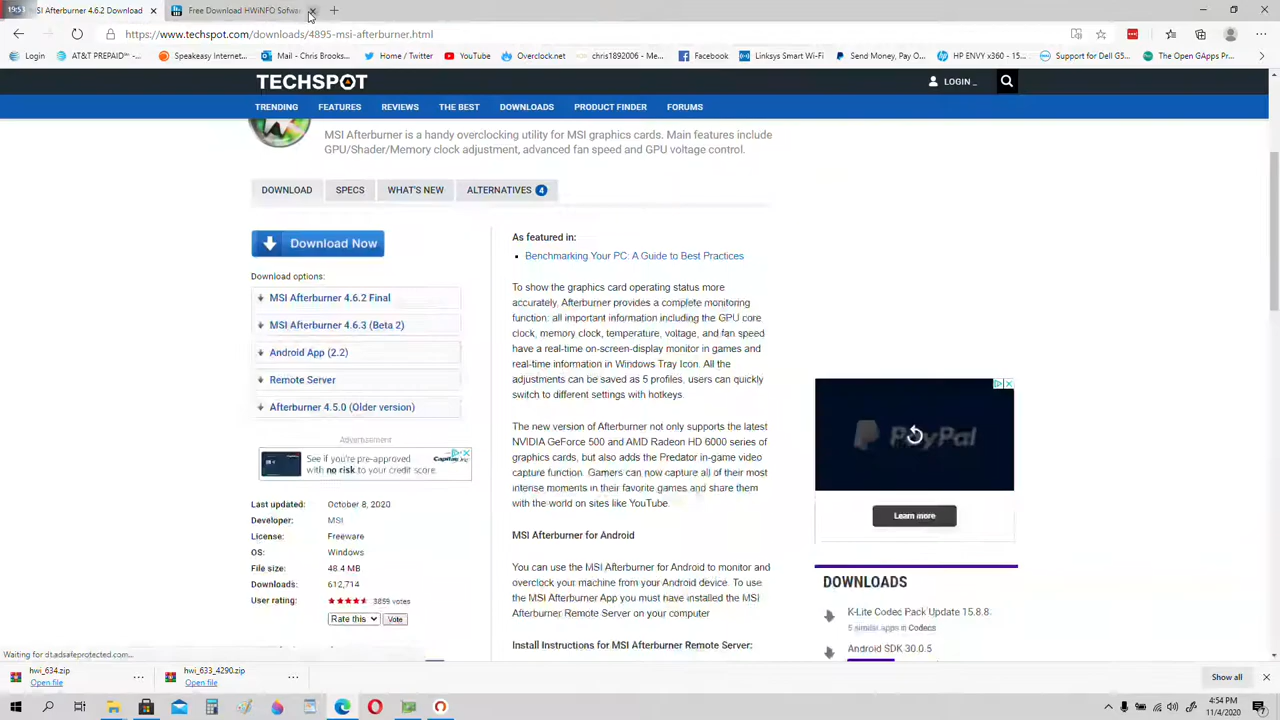 19:53
SI Afterburner 4.6.2 Download
Free Download HWiNFO Sofwa
https://www.techspot.com/downloads/4895-msi-afterburner.html
Login
AT&T PREPAID™ -...
Speakeasy Internet...
Mail - Chris Brooks...
Home / Twitter
YouTube
Overclock.net
chris1892006 - Me...
Facebook
Linksys Smart Wi-Fi
Send Money, Pay O...
HP ENVY x360 - 15...
Support for Dell G5...
The Open GApps Pr...
TECHSPOT
LOGIN _
TRENDING
FEATURES
REVIEWS
THE BEST
DOWNLOADS
PRODUCT FINDER
FORUMS
MSI Afterburner is a handy overclocking utility for MSI graphics cards. Main features include
GPU/Shader/Memory clock adjustment, advanced fan speed and GPU voltage control.
DOWNLOAD
SPECS
WHAT'S NEW
ALTERNATIVES 4
Download Now
Download options:
MSI Afterburner 4.6.2 Final
MSI Afterburner 4.6.3 (Beta 2)
Android App (2.2)
Remote Server
Afterburner 4.5.0 (Older version)
Advertisement
See if you're pre-approved
with no risk to your credit score.
Last updated: October 8, 2020
Developer: MSI
License: Freeware
OS: Windows
File size: 48.4 MB
Downloads: 612,714
User rating: 3859 votes
Rate this
Vote
As featured in:
Benchmarking Your PC: A Guide to Best Practices
To show the graphics card operating status more
accurately, Afterburner provides a complete monitoring
function: all important information including the GPU core
clock, memory clock, temperature, voltage, and fan speed
have a real-time on-screen-display monitor in games and
real-time information in Windows Tray Icon. All the
adjustments can be saved as 5 profiles, users can quickly
switch to different settings with hotkeys.
The new version of Afterburner not only supports the latest
NVIDIA GeForce 500 and AMD Radeon HD 6000 series of
graphics cards, but also adds the Predator in-game video
capture function. Gamers can now capture all of their most
intense moments in their favorite games and share them
with the world on sites like YouTube.
MSI Afterburner for Android
You can use the MSI Afterburner for Android to monitor and
overclock your machine from your Android device. To use
the MSI Afterburner App you must have installed the MSI
Afterburner Remote Server on your computer
Install Instructions for MSI Afterburner Remote Server:
PayPal
Learn more
DOWNLOADS
K-Lite Codec Pack Update 15.8.8
5 similar apps in Codecs
Android SDK 30.0.5
Waiting for dt.adsafeprotected.com...
hwi_634.zip
Open file
hwi_633_4290.zip
Open file
Show all
4:54 PM
11/4/2020